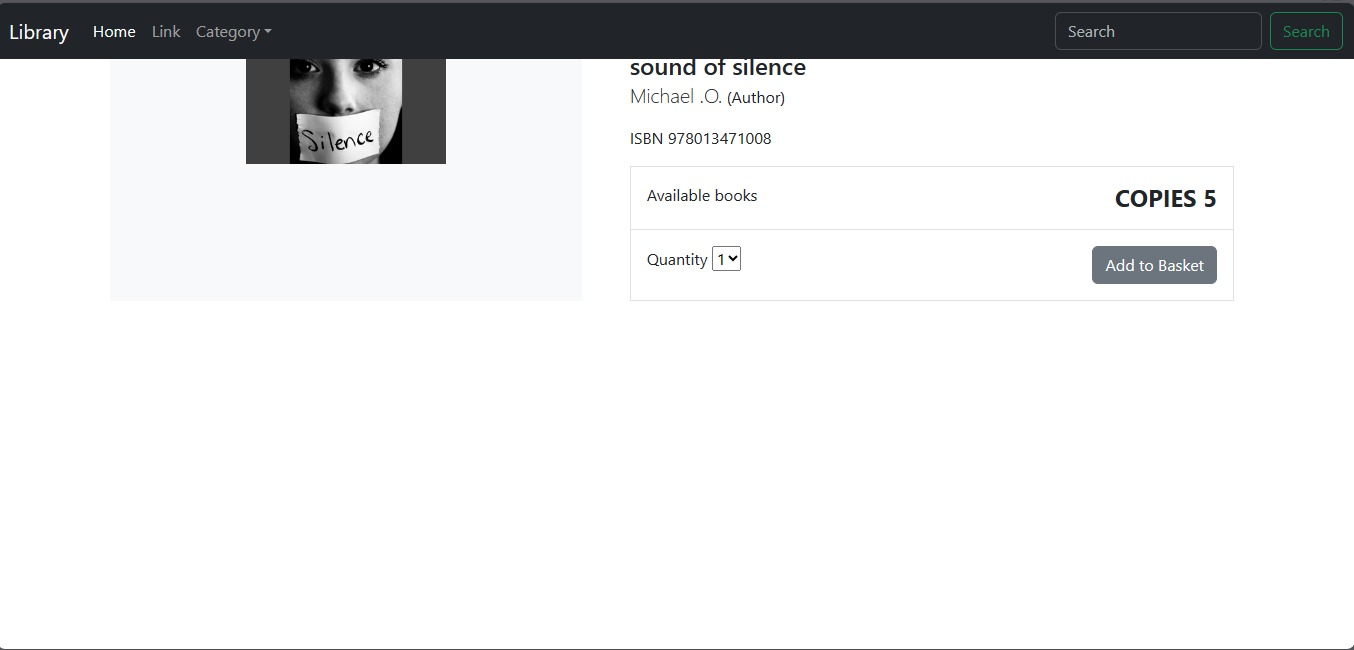 Library Home Link Category Search Search
sound of silence
Michael .O. (Author)
Silence
ISBN 978013471008
Available books COPIES 5
Quantity 1 Add to Basket